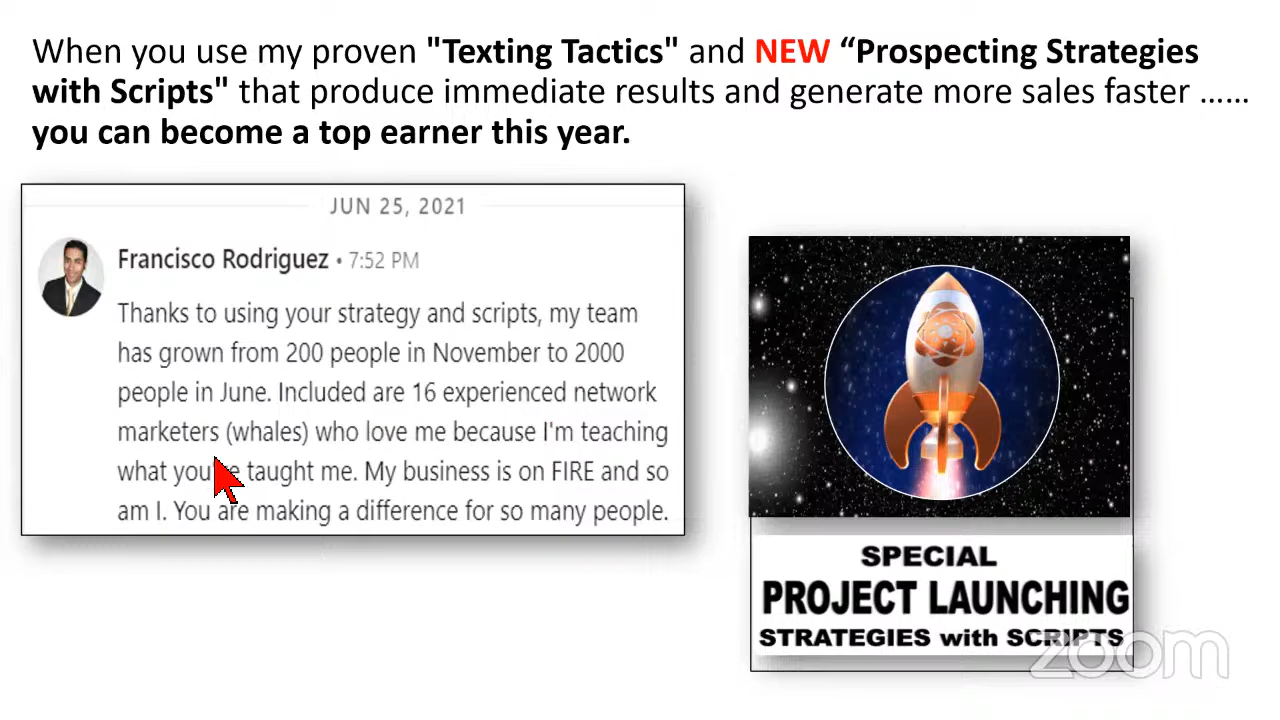 When you use my proven "Texting Tactics" and NEW “Prospecting Strategies
with Scripts" that produce immediate results and generate more sales faster ……
you can become a top earner this year.
JUN 25, 2021
Francisco Rodriguez • 7:52 PM
Thanks to using your strategy and scripts, my team
has grown from 200 people in November to 2000
people in June. Included are 16 experienced network
marketers (whales) who love me because I'm teaching
what you've taught me. My business is on FIRE and so
am I. You are making a difference for so many people.
SPECIAL
PROJECT LAUNCHING
STRATEGIES with SCRIPTS
zoom